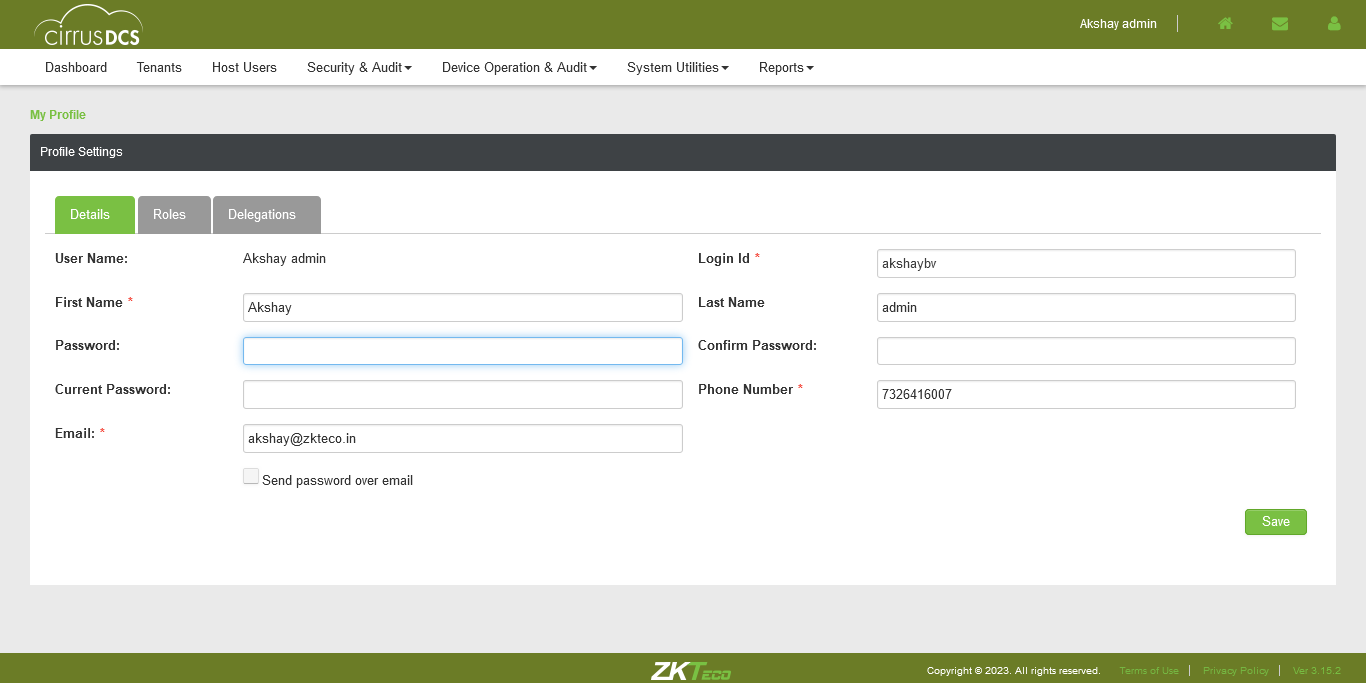 cirrusDCS
Akshay admin
Dashboard Tenants Host Users Security & Audit Device Operation & Audit System Utilities Reports
My Profile
Profile Settings
Details Roles Delegations
User Name: Akshay admin Login Id * akshaybv
First Name * Akshay Last Name admin
Password: Confirm Password:
Current Password: Phone Number * 7326416007
Email: * akshay@zkteco.in
Send password over email
Save
ZKTeco Copyright © 2023. All rights reserved. Terms of Use Privacy Policy Ver 3.15.2